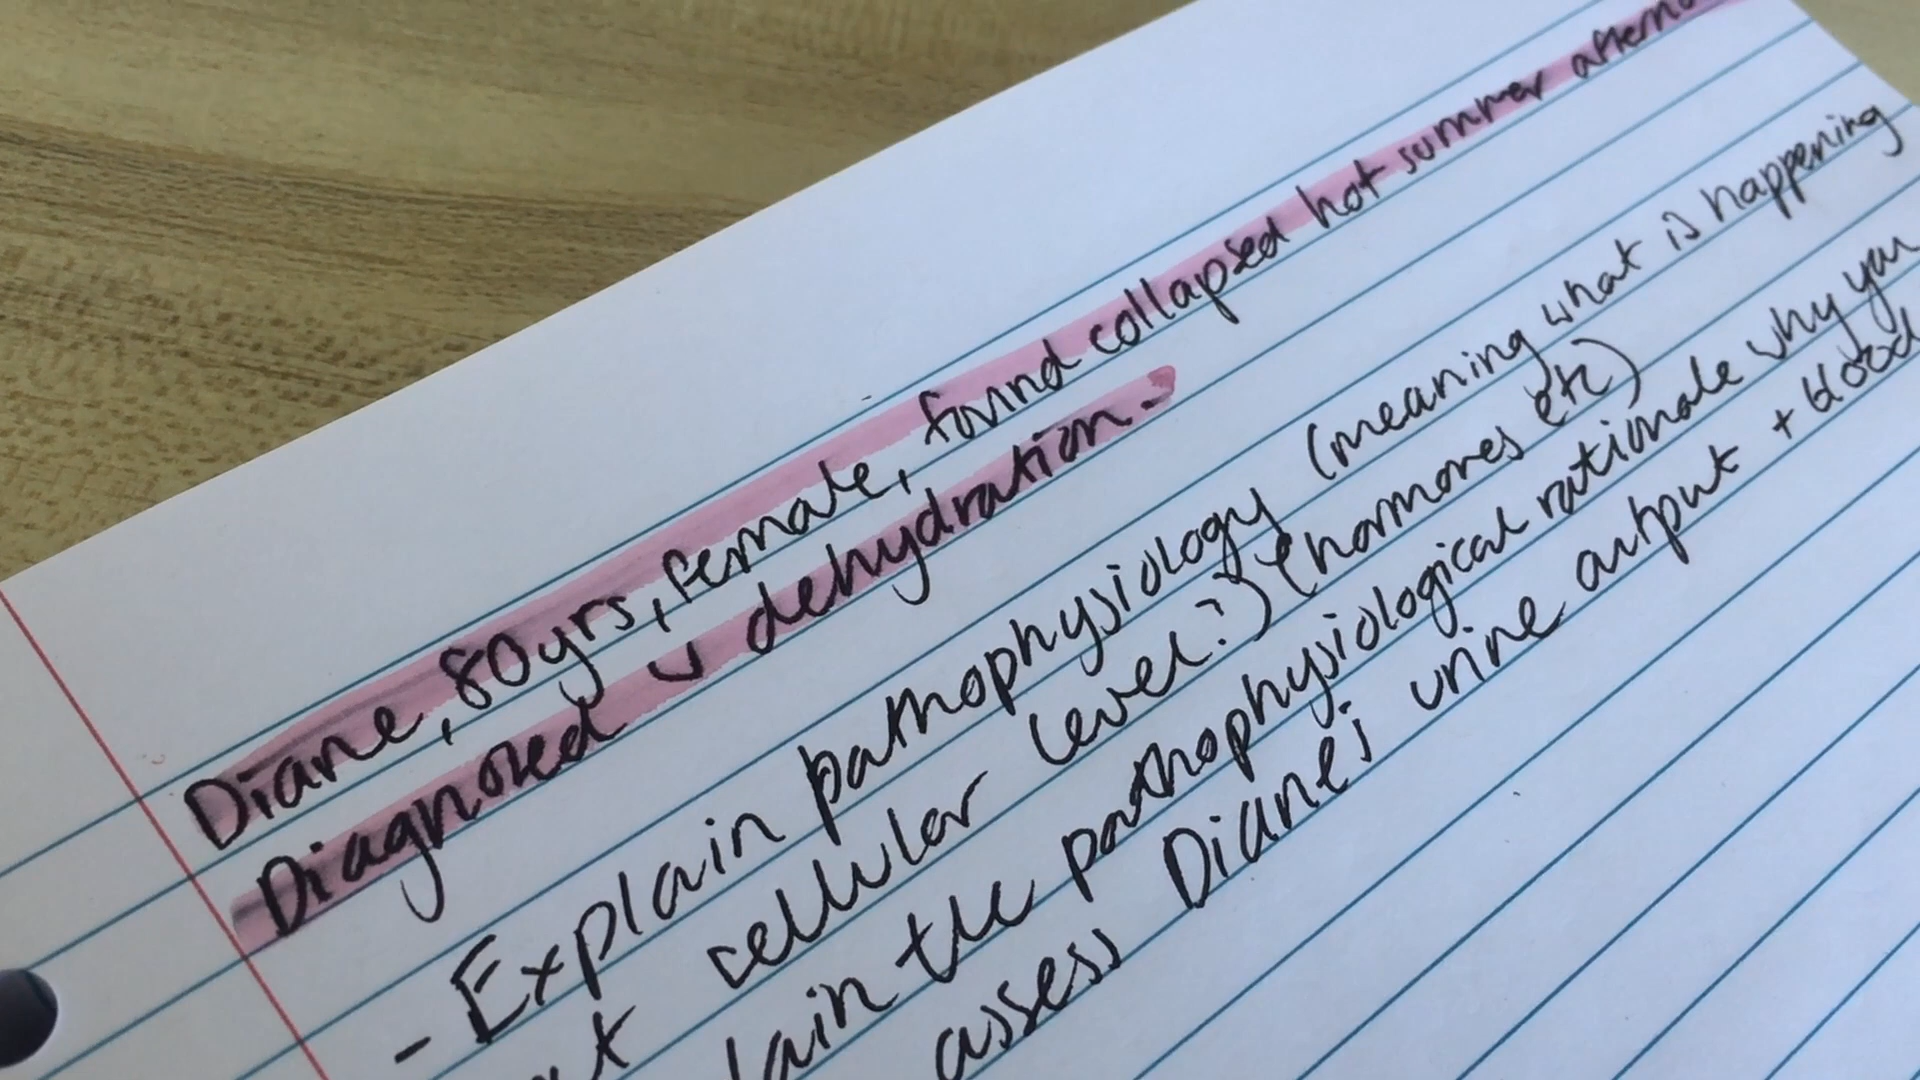 Diane, 80yrs, female, found collapsed hot summer
Diagnosed dehydration.
- Explain pathophysiology (meaning what is happening
cellular level?) (hormones etc)
the pathophysiological rationale why you
assess Diane's urine output + blood